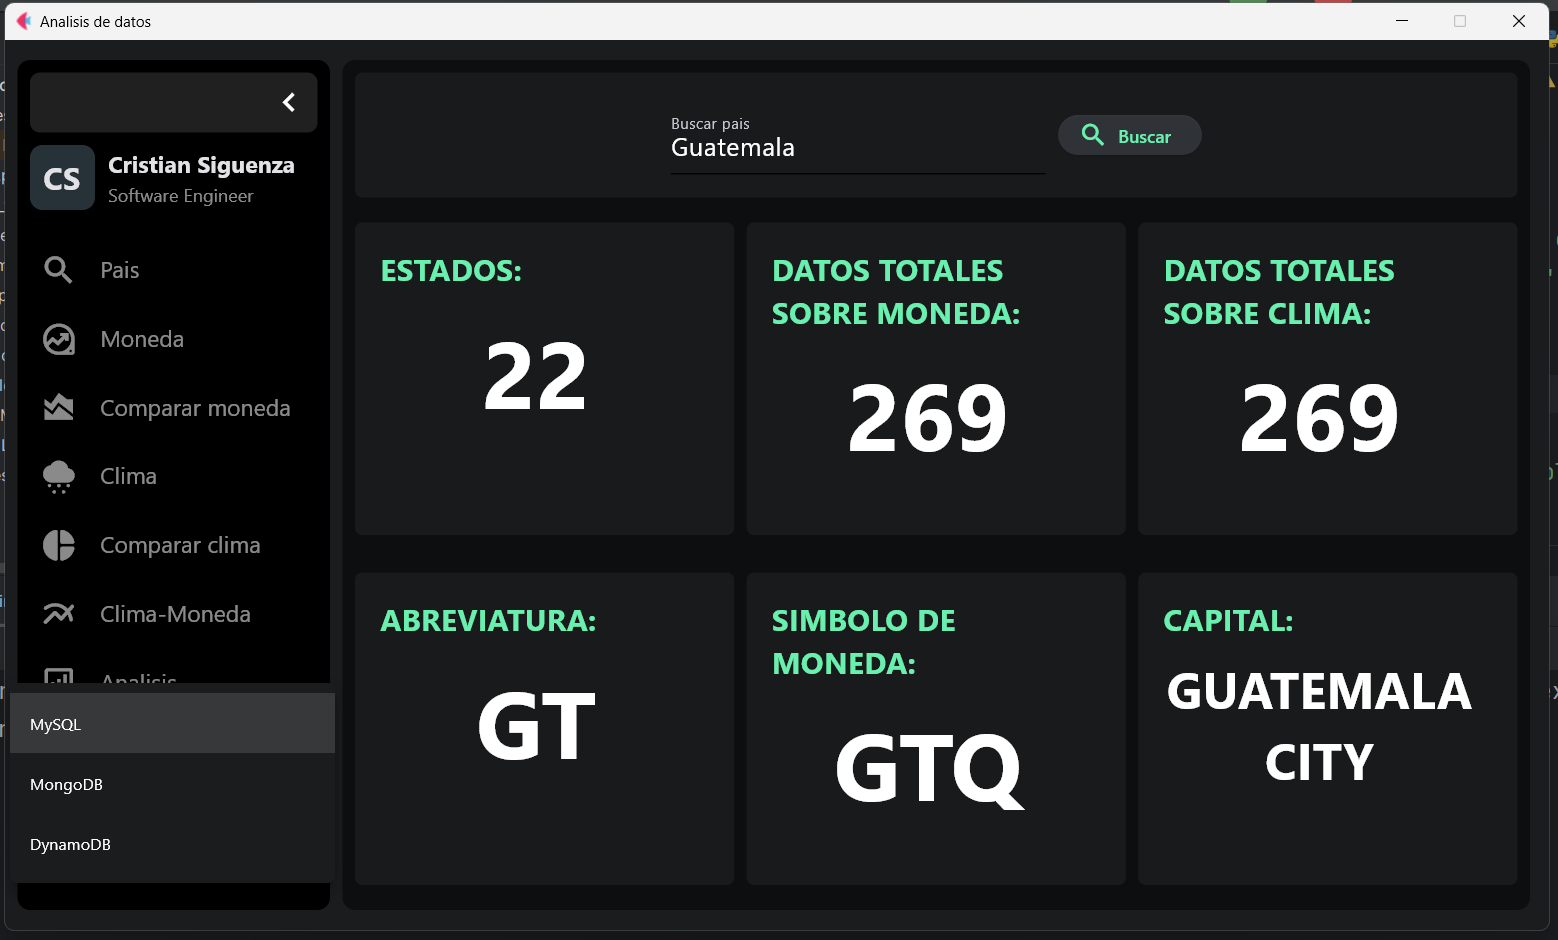 Analisis de datos
CS
Cristian Siguenza
Software Engineer
Pais
Moneda
Comparar moneda
Clima
Comparar clima
Clima-Moneda
Analisis
MySQL
MongoDB
DynamoDB
Buscar pais
Guatemala
Buscar
ESTADOS:
22
DATOS TOTALES
SOBRE MONEDA:
269
DATOS TOTALES
SOBRE CLIMA:
269
ABREVIATURA:
GT
SIMBOLO DE
MONEDA:
GTQ
CAPITAL:
GUATEMALA
CITY